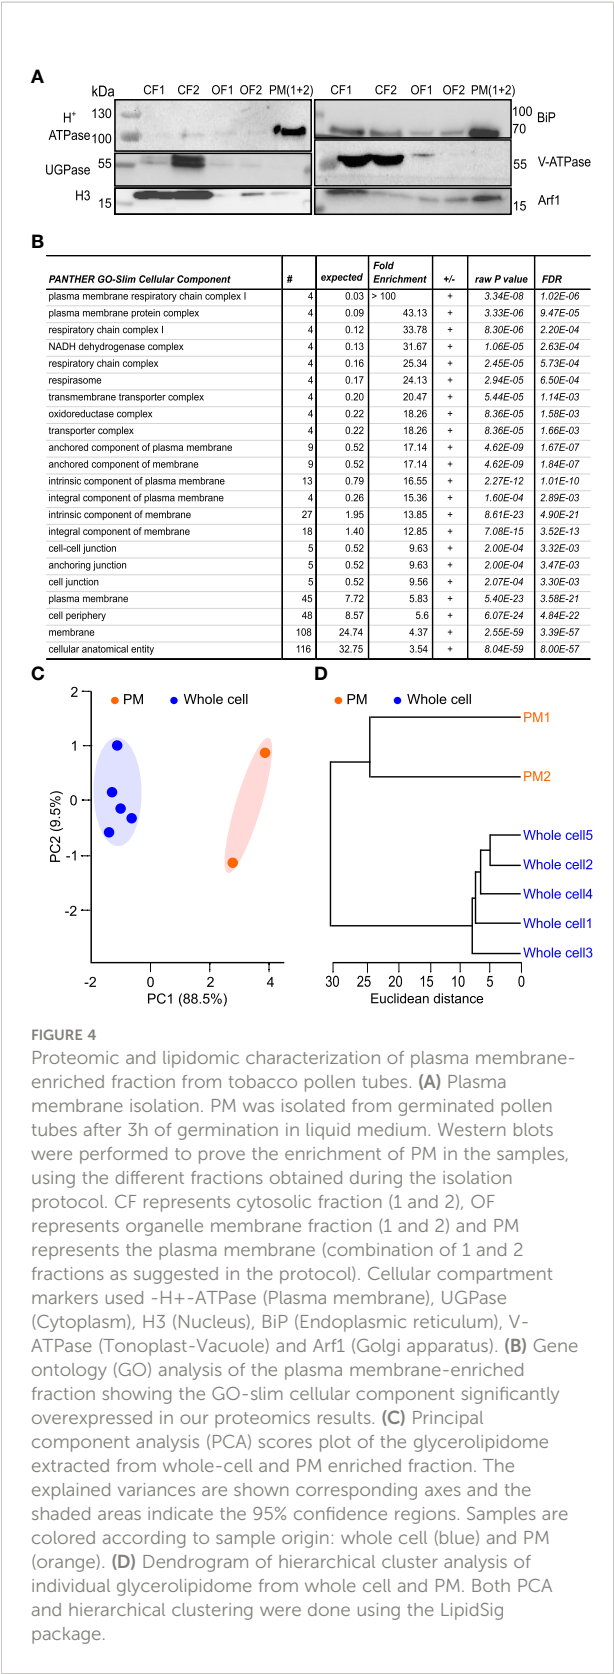 A
kDa CF1 CF2 OF1 OF2 PM(1+2) CF1 CF2 OF1 OF2 PM(1+2)
H+ ATPase 130 100
100 70 BiP
UGPase 55
55 V-ATPase
H3 15
15 Arf1
B
PANTHER GO-Slim Cellular Component # expected Fold Enrichment +/- raw P value FDR
plasma membrane respiratory chain complex I 4 0.03 > 100 + 3.34E-08 1.02E-06
plasma membrane protein complex 4 0.09 43.13 + 3.33E-06 9.47E-05
respiratory chain complex I 4 0.12 33.78 + 8.30E-06 2.20E-04
NADH dehydrogenase complex 4 0.13 31.67 + 1.06E-05 2.63E-04
respiratory chain complex 4 0.16 25.34 + 2.45E-05 5.73E-04
respirasome 4 0.17 24.13 + 2.94E-05 6.50E-04
transmembrane transporter complex 4 0.20 20.47 + 5.44E-05 1.14E-03
oxidoreductase complex 4 0.22 18.26 + 8.36E-05 1.58E-03
transporter complex 4 0.22 18.26 + 8.36E-05 1.66E-03
anchored component of plasma membrane 9 0.52 17.14 + 4.62E-09 1.67E-07
anchored component of membrane 9 0.52 17.14 + 4.62E-09 1.84E-07
intrinsic component of plasma membrane 13 0.79 16.55 + 2.27E-12 1.01E-10
integral component of plasma membrane 4 0.26 15.36 + 1.60E-04 2.89E-03
intrinsic component of membrane 27 1.95 13.85 + 8.61E-23 4.90E-21
integral component of membrane 18 1.40 12.85 + 7.08E-15 3.52E-13
cell-cell junction 5 0.52 9.63 + 2.00E-04 3.32E-03
anchoring junction 5 0.52 9.63 + 2.00E-04 3.47E-03
cell junction 5 0.52 9.56 + 2.07E-04 3.30E-03
plasma membrane 45 7.72 5.83 + 5.40E-23 3.58E-21
cell periphery 48 8.57 5.6 + 6.07E-24 4.84E-22
membrane 108 24.74 4.37 + 2.55E-59 3.39E-57
cellular anatomical entity 116 32.75 3.54 + 8.04E-59 8.00E-57
C
PM Whole cell
2
1
0
-1
-2
PC2 (9.5%)
-2 0 2 4
PC1 (88.5%)
D
PM Whole cell
PM1
PM2
Whole cell5
Whole cell2
Whole cell4
Whole cell1
Whole cell3
30 25 20 15 10 5 0
Euclidean distance
FIGURE 4
Proteomic and lipidomic characterization of plasma membrane-
enriched fraction from tobacco pollen tubes. (A) Plasma
membrane isolation. PM was isolated from germinated pollen
tubes after 3h of germination in liquid medium. Western blots
were performed to prove the enrichment of PM in the samples,
using the different fractions obtained during the isolation
protocol. CF represents cytosolic fraction (1 and 2), OF
represents organelle membrane fraction (1 and 2) and PM
represents the plasma membrane (combination of 1 and 2
fractions as suggested in the protocol). Cellular compartment
markers used -H+-ATPase (Plasma membrane), UGPase
(Cytoplasm), H3 (Nucleus), BiP (Endoplasmic reticulum), V-
ATPase (Tonoplast-Vacuole) and Arf1 (Golgi apparatus). (B) Gene
ontology (GO) analysis of the plasma membrane-enriched
fraction showing the GO-slim cellular component significantly
overexpressed in our proteomics results. (C) Principal
component analysis (PCA) scores plot of the glycerolipidome
extracted from whole-cell and PM enriched fraction. The
explained variances are shown corresponding axes and the
shaded areas indicate the 95% confidence regions. Samples are
colored according to sample origin: whole cell (blue) and PM
(orange). (D) Dendrogram of hierarchical cluster analysis of
individual glycerolipidome from whole cell and PM. Both PCA
and hierarchical clustering were done using the LipidSig
package.